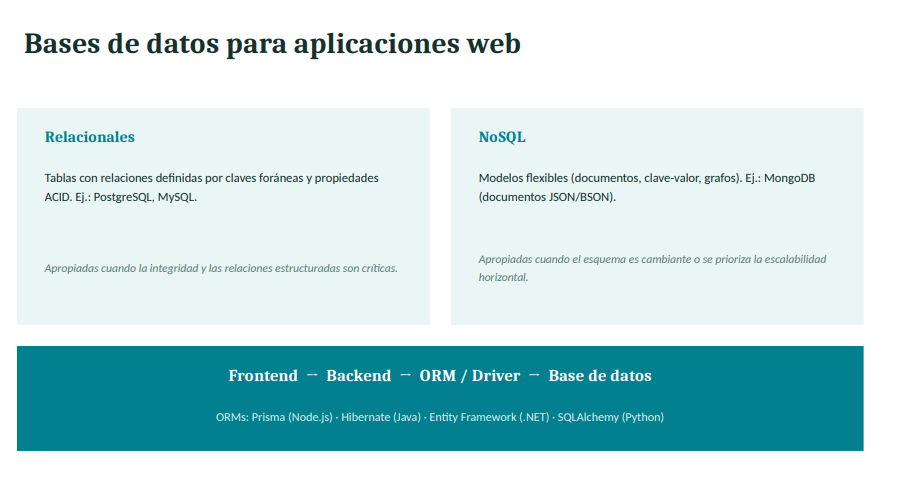 Bases de datos para aplicaciones web
Relacionales
Tablas con relaciones definidas por claves foráneas y propiedades
ACID. Ej.: PostgreSQL, MySQL.
Apropiadas cuando la integridad y las relaciones estructuradas son críticas.
NoSQL
Modelos flexibles (documentos, clave-valor, grafos). Ej.: MongoDB
(documentos JSON/BSON).
Apropiadas cuando el esquema es cambiante o se prioriza la escalabilidad
horizontal.
Frontend → Backend → ORM / Driver → Base de datos
ORMs: Prisma (Node.js) · Hibernate (Java) · Entity Framework (.NET) · SQLAlchemy (Python)